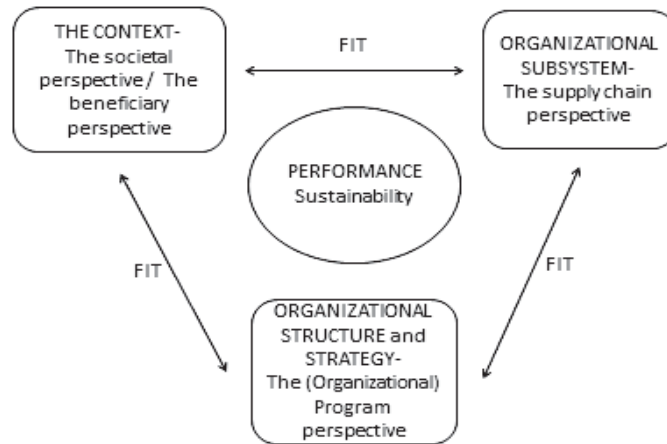 THE CONTEXT-
The societal
perspective / The
beneficiary
perspective
FIT
ORGANIZATIONAL
SUBSYSTEM-
The supply chain
perspective
PERFORMANCE
Sustainability
FIT
FIT
ORGANIZATIONAL
STRUCTURE and
STRATEGY-
The (Organizational)
Program
perspective